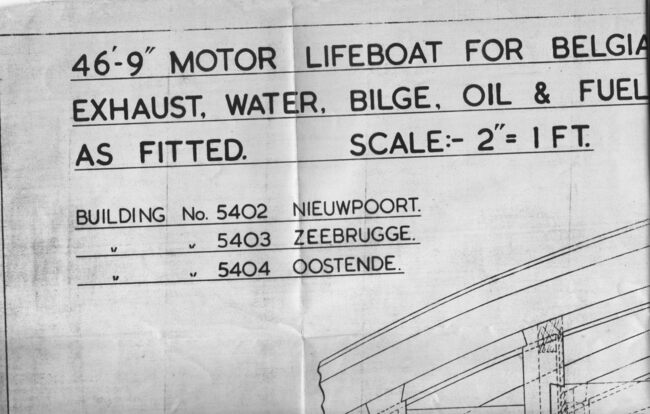 46'-9" MOTOR LIFEBOAT FOR BELGIA
EXHAUST, WATER, BILGE, OIL & FUEL
AS FITTED. SCALE:- 2"= 1 FT.
BUILDING No. 5402 NIEUWPOORT.
" " 5403 ZEEBRUGGE.
" " 5404 OOSTENDE.